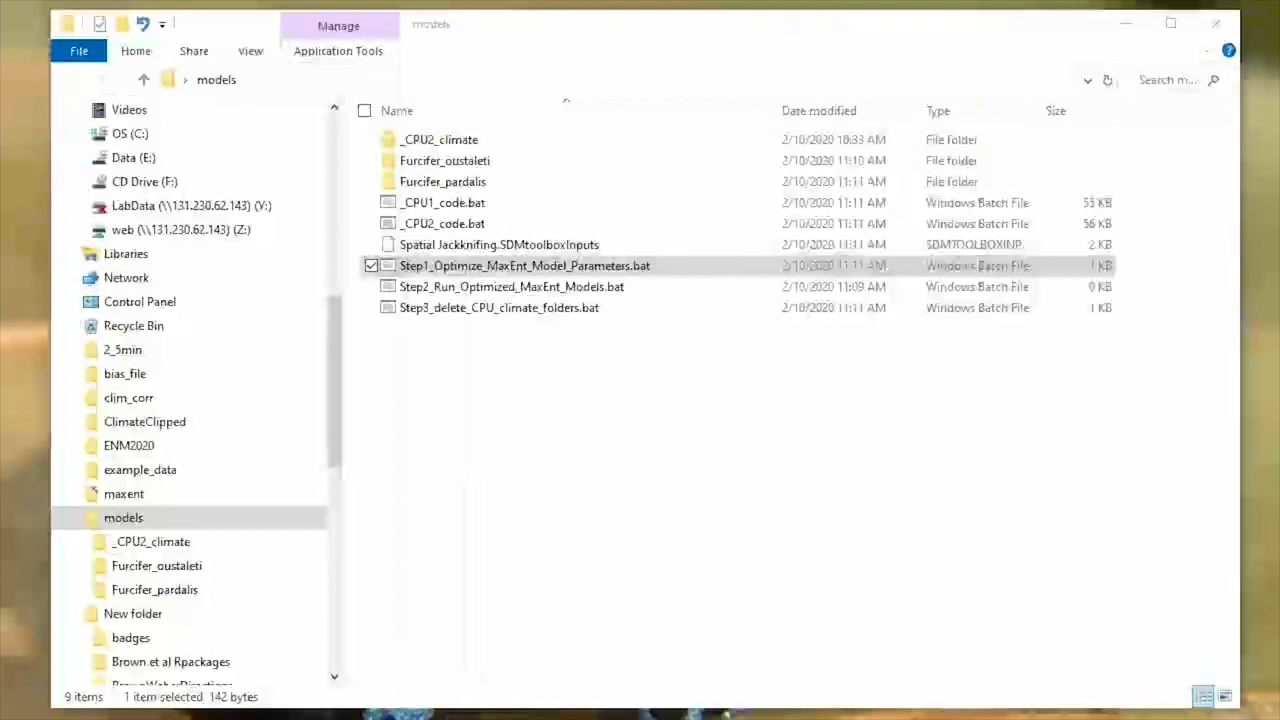 Manage
models
File
Home
Share
View
Application Tools
models
Search m...
Name
Date modified
Type
Size
Videos
OS (C:)
Data (E:)
CD Drive (F:)
LabData (\\131.230.62.143) (V:)
web (\\131.230.62.143) (Z:)
Libraries
Network
Control Panel
Recycle Bin
2_5min
bias_file
clim_corr
ClimateClipped
ENM2020
example_data
maxent
models
_CPU2_climate
Furcifer_oustaleti
Furcifer_pardalis
New folder
badges
Brown et al Rpackages
BrownWeberDirections
_CPU2_climate 2/10/2020 10:33 AM File folder
Furcifer_oustaleti 2/10/2020 11:10 AM File folder
Furcifer_pardalis 2/10/2020 11:11 AM File folder
_CPU1_code.bat 2/10/2020 11:11 AM Windows Batch File 55 KB
_CPU2_code.bat 2/10/2020 11:11 AM Windows Batch File 56 KB
Spatial Jackknifing.SDMtoolboxInputs 2/10/2020 11:11 AM SDMTOOLBOXINP... 2 KB
Step1_Optimize_MaxEnt_Model_Parameters.bat 2/10/2020 11:11 AM Windows Batch File 1 KB
Step2_Run_Optimized_MaxEnt_Models.bat 2/10/2020 11:09 AM Windows Batch File 0 KB
Step3_delete_CPU_climate_folders.bat 2/10/2020 11:11 AM Windows Batch File 1 KB
9 items 1 item selected 142 bytes